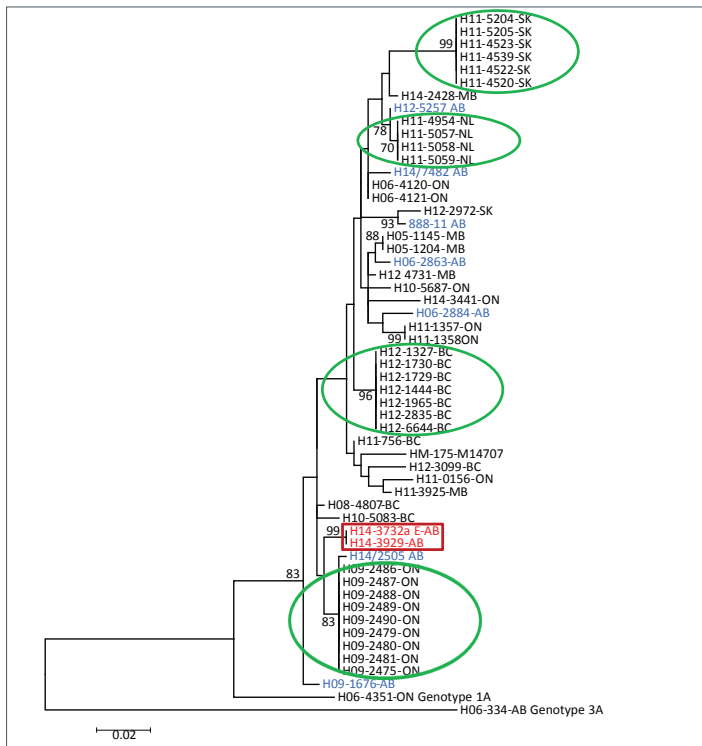 H11-5204-SK
H11-5205-SK
H11-4523-SK
99
H11-4539-SK
H11-4522-SK
H11-4520-SK
H14-2428-MB
H12-5257 AB
H11-4954-NL
78
H11-5057-NL
70
H11-5058-NL
H11-5059-NL
H14/7482 AB
H06-4120-ON
H06-4121-ON
H12-2972-SK
93
888-11 AB
88
H05-1145-MB
H05-1204-MB
H06-2863-AB
H12 4731-MB
H10-5687-ON
H14-3441-ON
H06-2884-AB
H11-1357-ON
99
H11-1358ON
H12-1327-BC
H12-1730-BC
H12-1729-BC
H12-1444-BC
96
H12-1965-BC
H12-2835-BC
H12-6644-BC
H11-756-BC
HM-175-M14707
H12-3099-BC
H11-0156-ON
H11-3925-MB
H08-4807-BC
H10-5083-BC
99
H14-3732a E-AB
H14-3929-AB
H14/2505 AB
83
H09-2486-ON
H09-2487-ON
H09-2488-ON
H09-2489-ON
83
H09-2490-ON
H09-2479-ON
H09-2480-ON
H09-2481-ON
H09-2475-ON
H09-1676-AB
H06-4351-ON Genotype 1A
H06-334-AB Genotype 3A
0.02